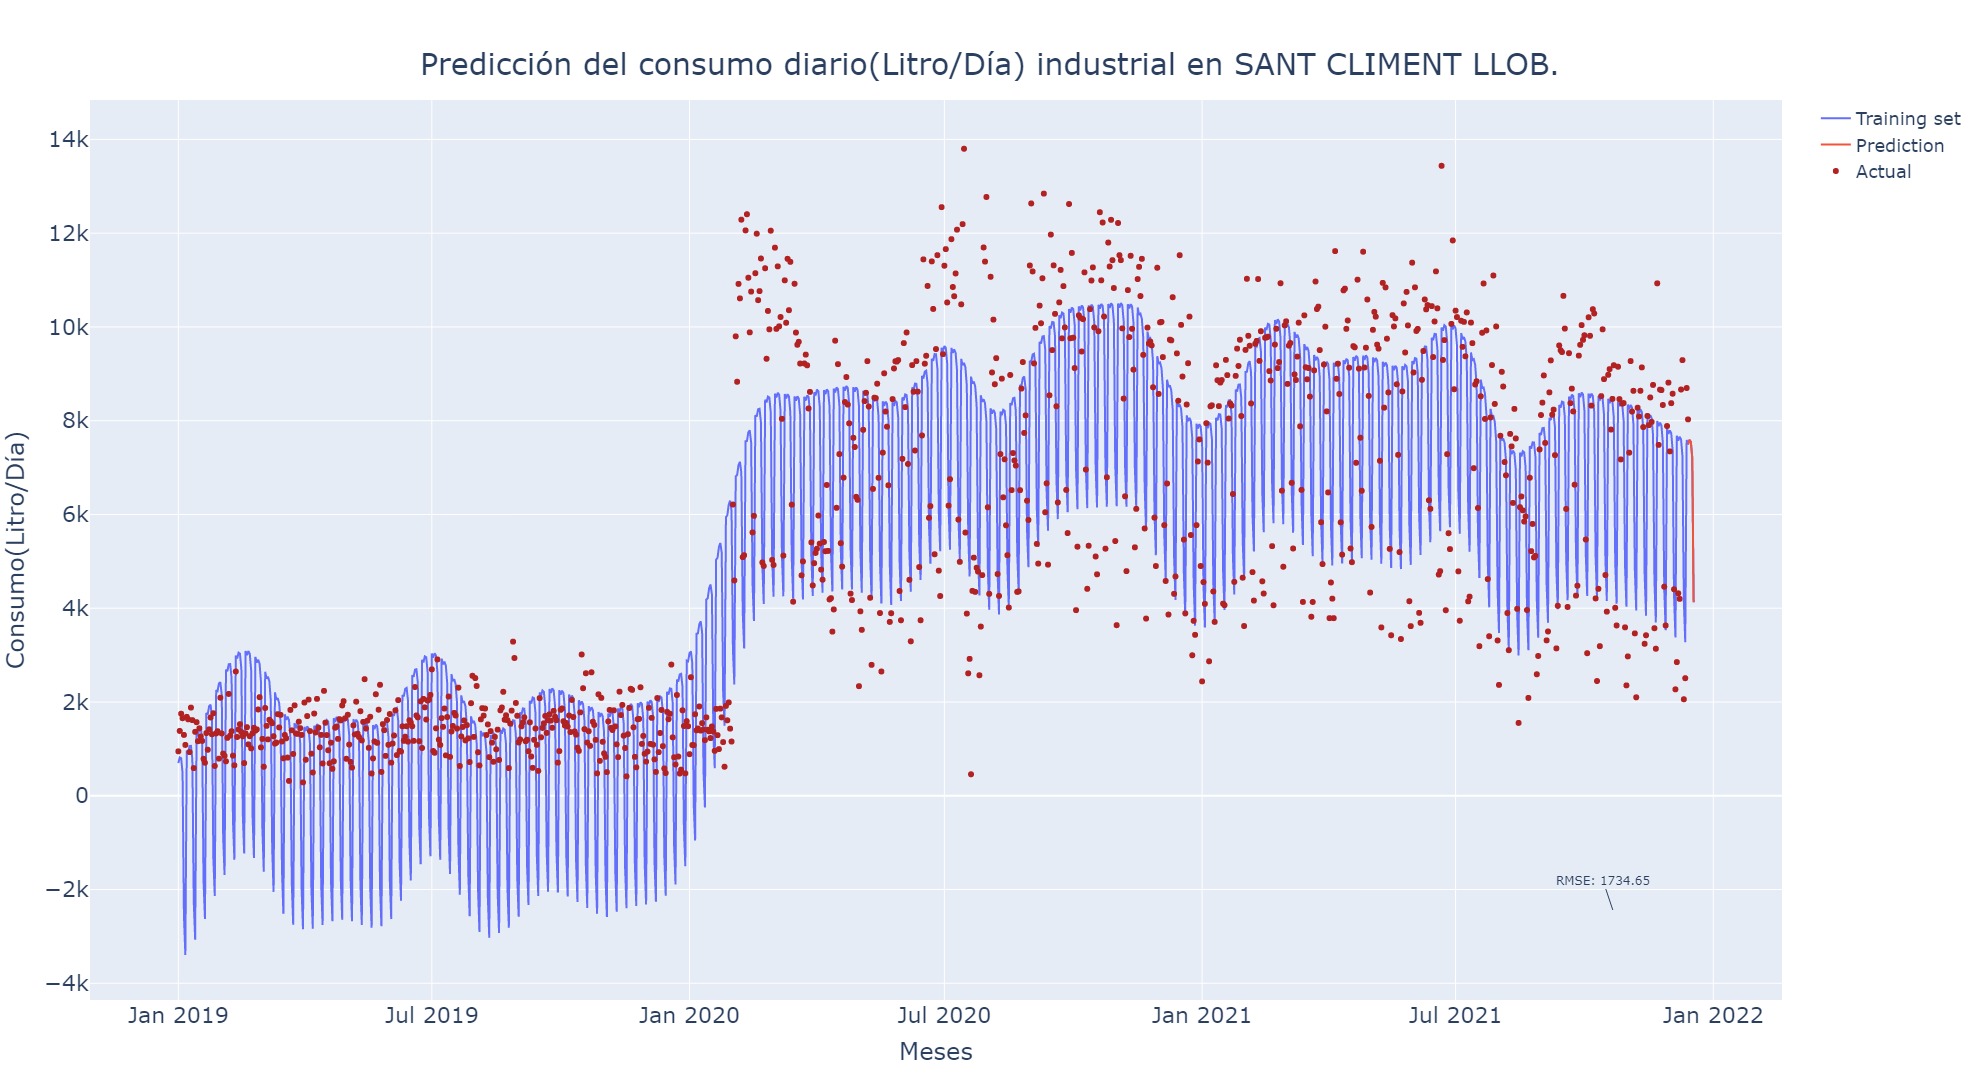 Predicción del consumo diario(Litro/Día) industrial en SANT CLIMENT LLOB.
Training set
Prediction
Actual
Consumo(Litro/Día)
14k
12k
10k
8k
6k
4k
2k
0
−2k
−4k
RMSE: 1734.65
Jan 2019
Jul 2019
Jan 2020
Jul 2020
Jan 2021
Jul 2021
Jan 2022
Meses